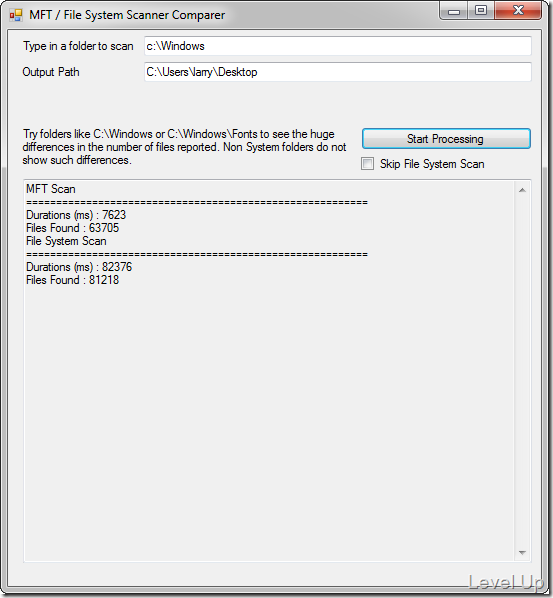 MFT / File System Scanner Comparer
Type in a folder to scan
c:\Windows
Output Path
C:\Users\larry\Desktop
Try folders like C:\Windows or C:\Windows\Fonts to see the huge
differences in the number of files reported. Non System folders do not
show such differences.
Start Processing
Skip File System Scan
MFT Scan
=========================================================
Durations (ms) : 7623
Files Found : 63705
File System Scan
=========================================================
Durations (ms) : 82376
Files Found : 81218
Level Up